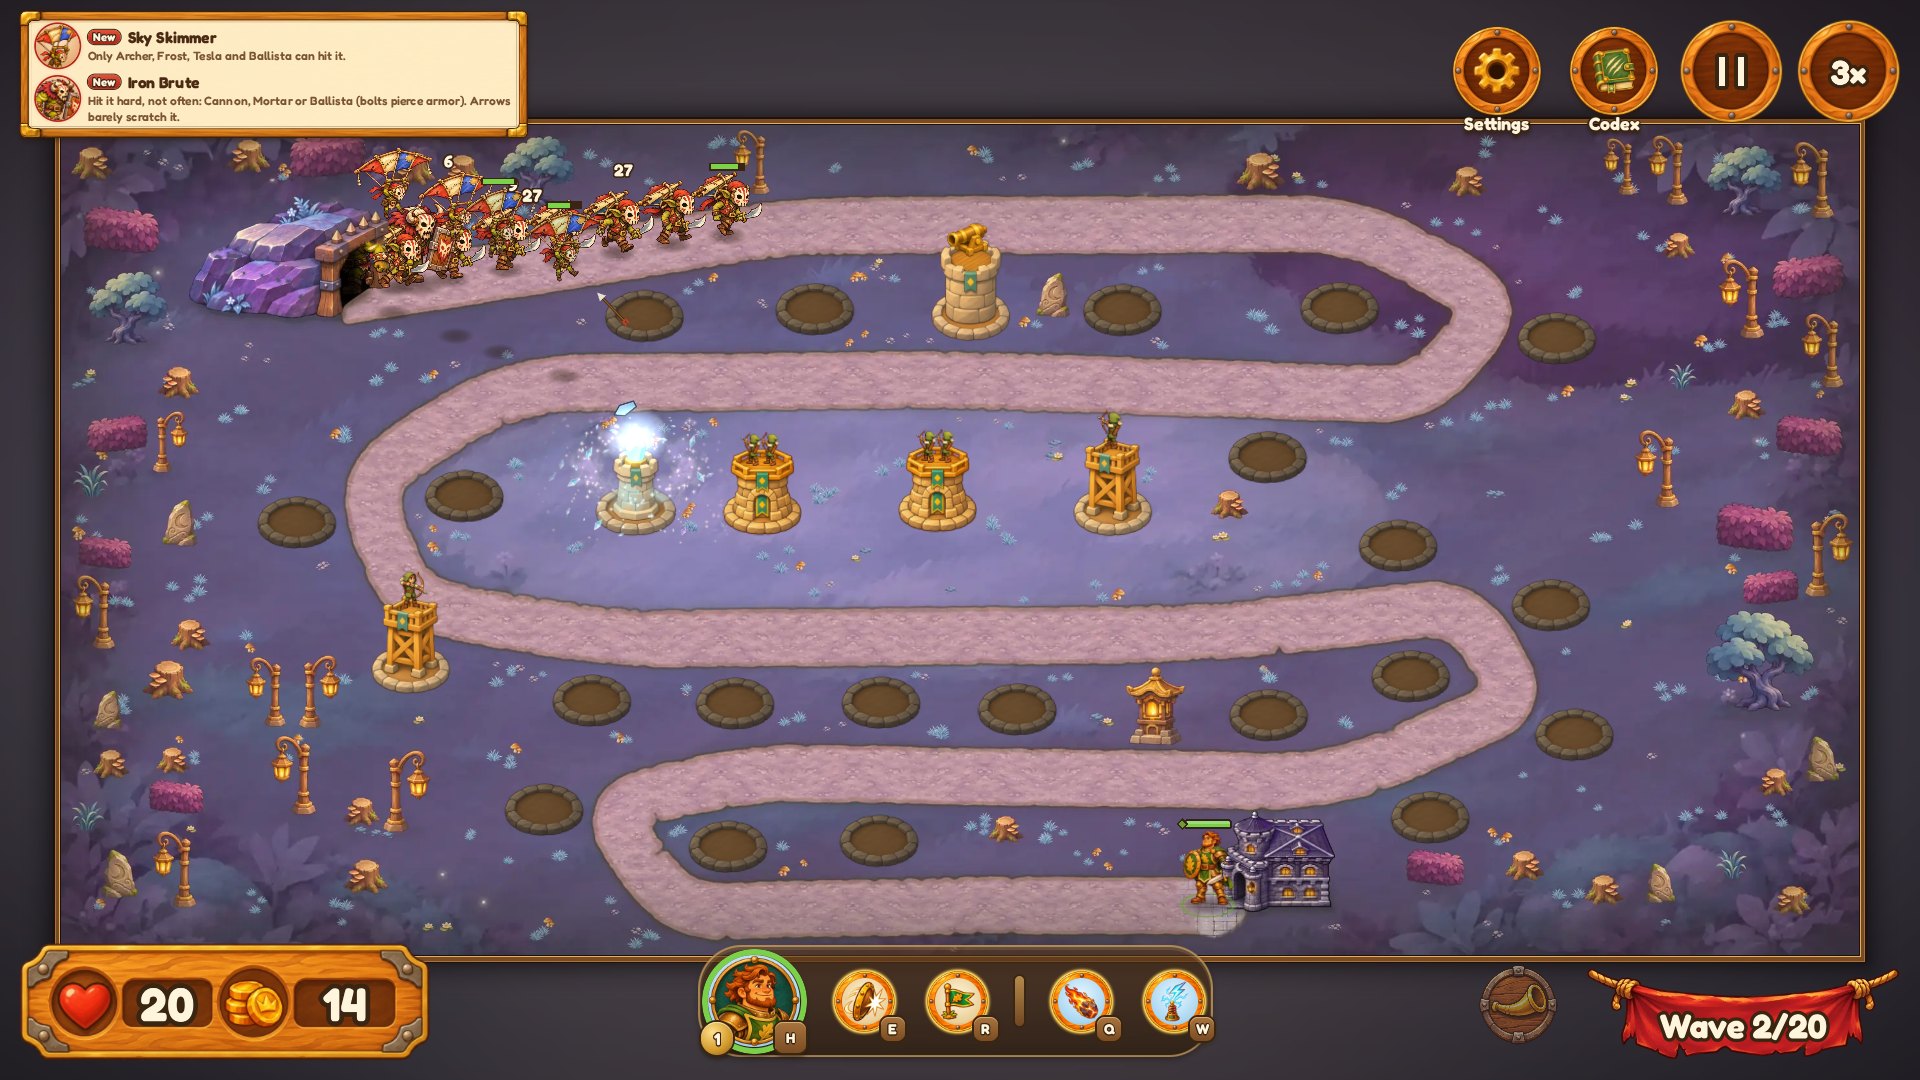 New Sky Skimmer
Only Archer, Frost, Tesla and Ballista can hit it.
New Iron Brute
Hit it hard, not often: Cannon, Mortar or Ballista (bolts pierce armor). Arrows
barely scratch it.
3x
Settings
Codex
6
27
27
20
14
1
H
E
R
Q
W
Wave 2/20